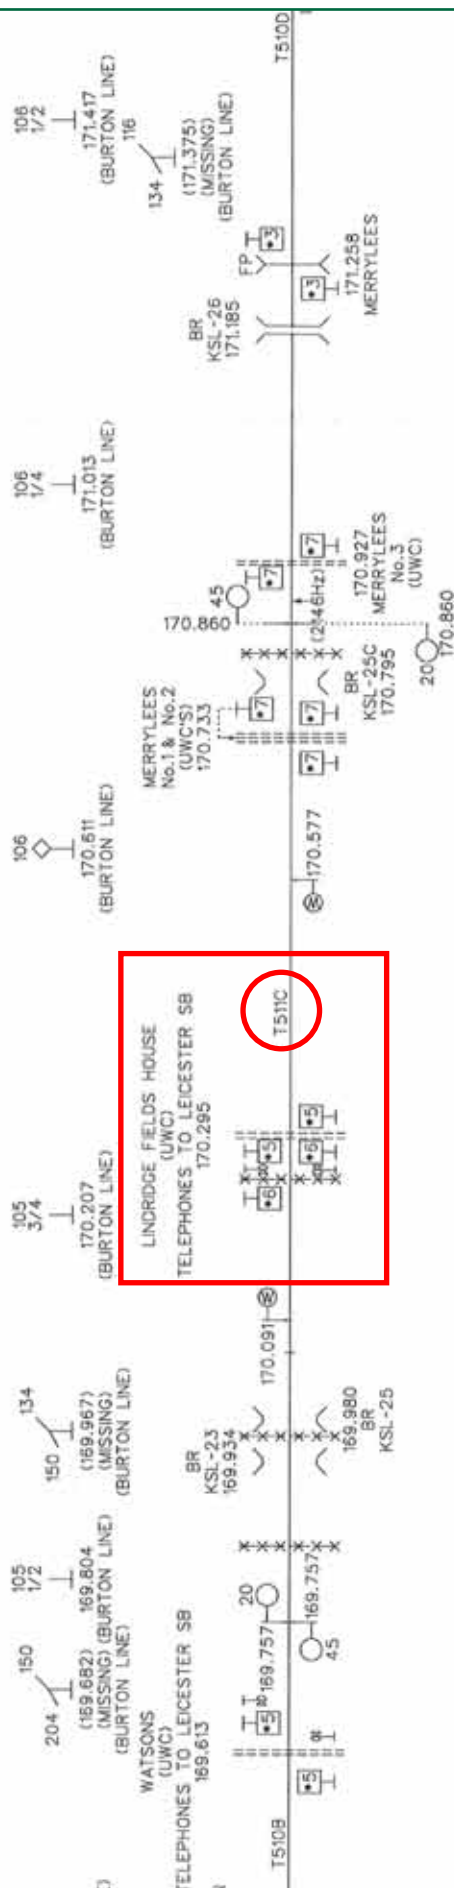 T510D
106
1/2
171.417
(BURTON LINE)
116
134
(171.375)
(MISSING)
(BURTON LINE)
*3
FP
*3
171.258
MERRYLEES
BR
KSL-26
171.185
106
1/4
171.013
(BURTON LINE)
*7
*7
170.927
MERRYLEES
No.3
(UWC)
45
170.860
(2146Hz)
20
170.860
BR
KSL-25C
170.795
MERRYLEES
No.1 & No.2
(UWC'S)
170.733
*7
*7
*7
106
170.611
(BURTON LINE)
170.577
W
LINDRIDGE FIELDS HOUSE
(UWC)
TELEPHONES TO LEICESTER SB
170.295
T511C
*5
*5
*6
*6
105
3/4
170.207
(BURTON LINE)
W
170.091
134
150
(169.967)
(MISSING)
(BURTON LINE)
BR
KSL-23
169.934
169.980
BR
KSL-25
105
1/2
169.804
(BURTON LINE)
150
204
(169.682)
(MISSING)
(BURTON LINE)
20
169.757
169.757
45
WATSONS
(UWC)
TELEPHONES TO LEICESTER SB
169.613
*5
*5
T510B